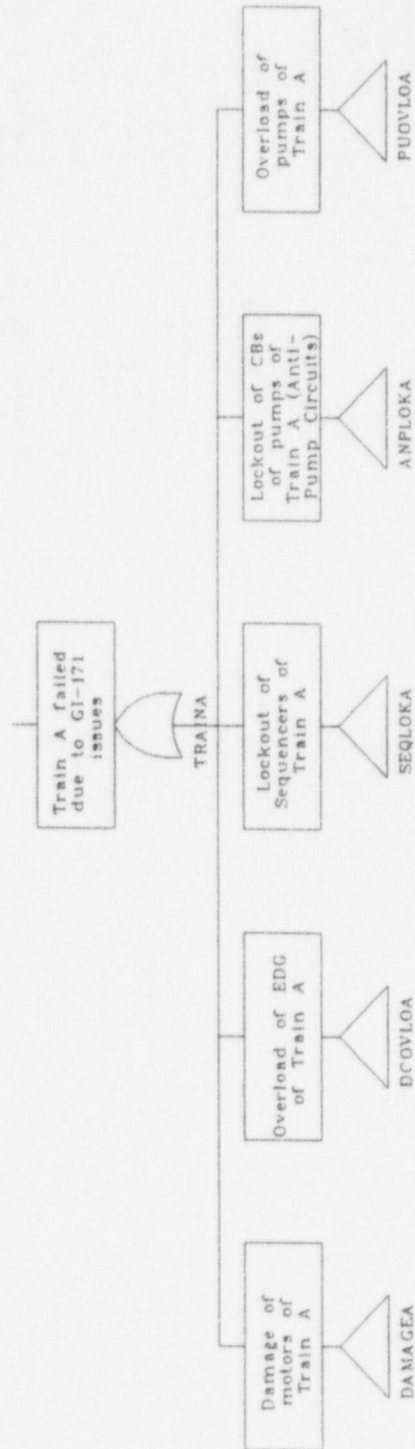 Train A failed
due to GI-171
issues
TRAINA
Damage of
motors of
Train A
DAMAGEA
Overload of EDG
of Train A
DGOVLOA
Lockout of
Sequencers of
Train A
SEQLOKA
Lockout of CBs
of pumps of
Train A (Anti-
Pump Circuits)
ANPLOKA
Overload of
pumps of
Train A
PUOVLOA